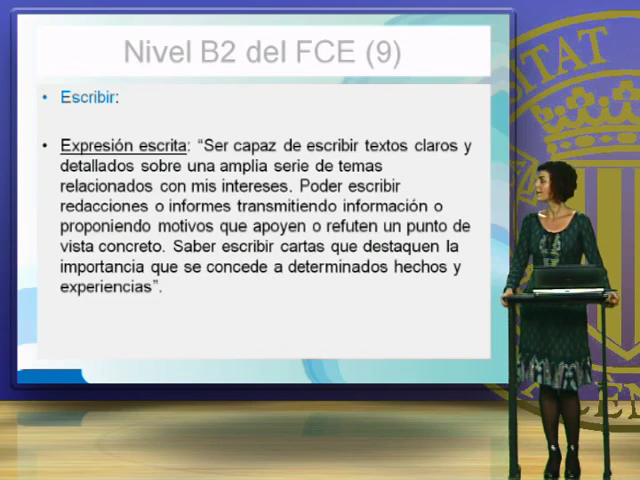 Nivel B2 del FCE (9)
• Escribir:
• Expresión escrita: “Ser capaz de escribir textos claros y
detallados sobre una amplia serie de temas
relacionados con mis intereses. Poder escribir
redacciones o informes transmitiendo información o
proponiendo motivos que apoyen o refuten un punto de
vista concreto. Saber escribir cartas que destaquen la
importancia que se concede a determinados hechos y
experiencias”.
SITAT